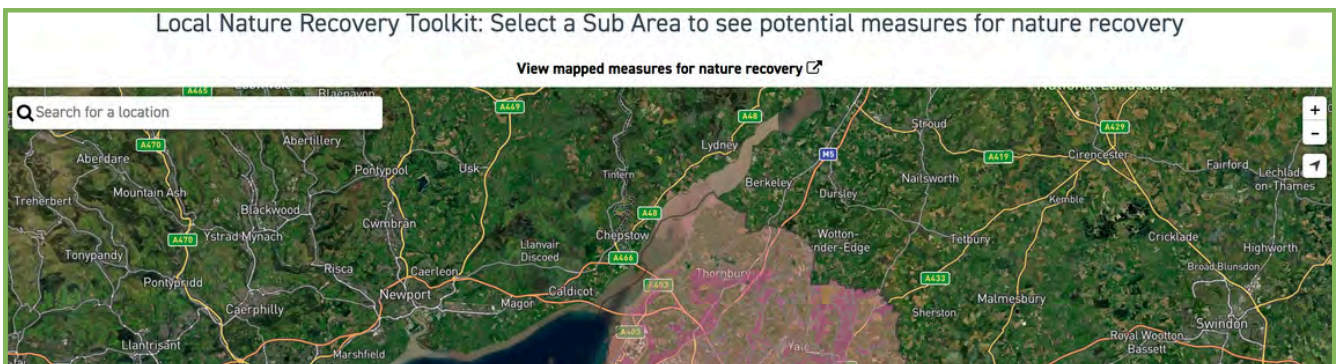 Local Nature Recovery Toolkit: Select a Sub Area to see potential measures for nature recovery
View mapped measures for nature recovery
A465
Blaenavon
National Landscape
Search for a location
A449
A48
+
Stroud
A429
−
Abertillery
A470
Lydney
M5
A419
Cirencester
Aberdare
Pontypool
Usk
Tintern
Berkeley
Dursley
Nailsworth
Fairford
Lechlade-
on-Thames
Treherbert
Mountain Ash
Kemble
Blackwood
A48
Cwmbran
Chepstow
Wotton-
under-Edge
Tetbury
Cricklade
A470
Ystrad Mynach
Llanvair
Discoed
Highworth
Tonypandy
A466
Risca
Caerleon
Thornbury
Broad Blunsdon
Pontypridd
Caldicot
A403
A433
Newport
Magor
Malmesbury
Caerphilly
Sherston
A403
Swindon
Llantrisant
Yate
Royal Wootton
Bassett
Marshfield